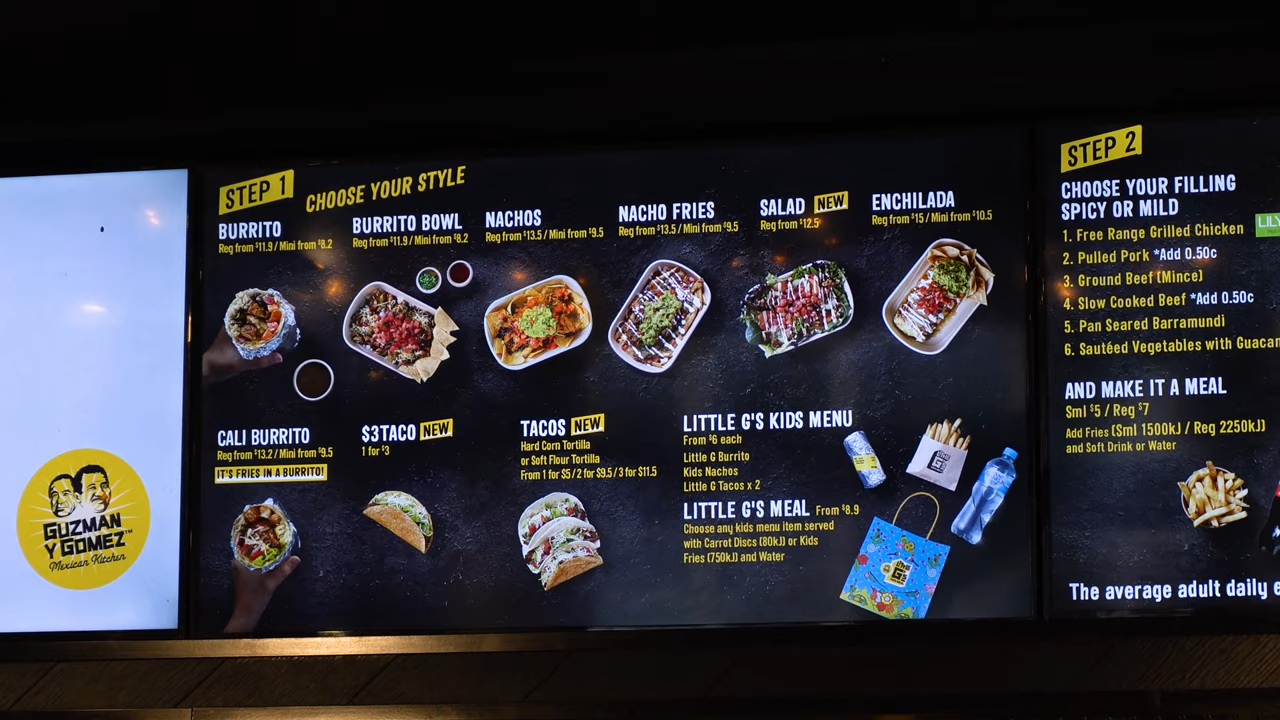 GUZMAN
Y GOMEZ™
Mexican Kitchen
STEP 1
CHOOSE YOUR STYLE
BURRITO
Reg from $11.9 / Mini from $8.2
BURRITO BOWL
Reg from $11.9 / Mini from $8.2
NACHOS
Reg from $13.5 / Mini from $9.5
NACHO FRIES
Reg from $13.5 / Mini from $9.5
SALAD NEW
Reg from $12.5
ENCHILADA
Reg from $15 / Mini from $10.5
CALI BURRITO
Reg from $13.2 / Mini from $9.5
IT'S FRIES IN A BURRITO!
$3TACO NEW
1 for $3
TACOS NEW
Hard Corn Tortilla
or Soft Flour Tortilla
From 1 for $5 / 2 for $9.5 / 3 for $11.5
LITTLE G'S KIDS MENU
From $6 each
Little G Burrito
Kids Nachos
Little G Tacos x 2
LITTLE G'S MEAL From $8.9
Choose any kids menu item served
with Carrot Discs (80kJ) or Kids
Fries (750kJ) and Water
STEP 2
CHOOSE YOUR FILLING
SPICY OR MILD
1. Free Range Grilled Chicken
LILY
2. Pulled Pork *Add 0.50c
3. Ground Beef (Mince)
4. Slow Cooked Beef *Add 0.50c
5. Pan Seared Barramundi
6. Sautéed Vegetables with Guacam
AND MAKE IT A MEAL
Sml $5 / Reg $7
Add Fries (Sml 1500kJ / Reg 2250kJ)
and Soft Drink or Water
The average adult daily e